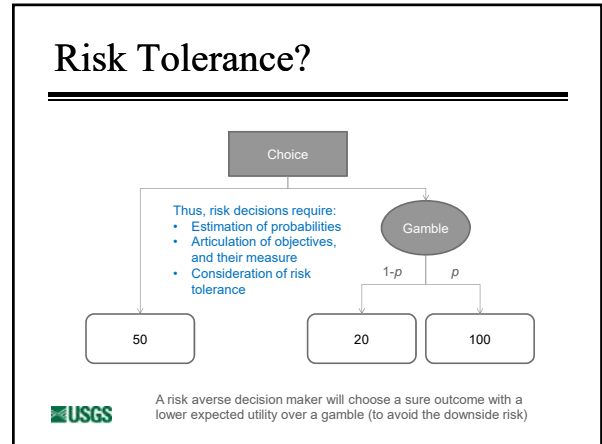 Risk Tolerance?
Choice
Thus, risk decisions require:
• Estimation of probabilities
• Articulation of objectives,
and their measure
• Consideration of risk
tolerance
Gamble
1-p
p
50
20
100
USGS
A risk averse decision maker will choose a sure outcome with a
lower expected utility over a gamble (to avoid the downside risk)